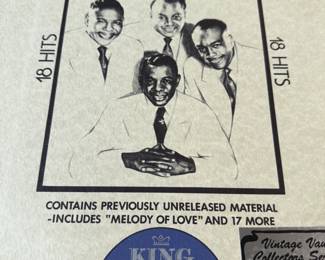 18 HITS
18 HITS
CONTAINS PREVIOUSLY UNRELEASED MATERIAL
-INCLUDES "MELODY OF LOVE" AND 17 MORE
KING
Vintage Vau
Collectors Se